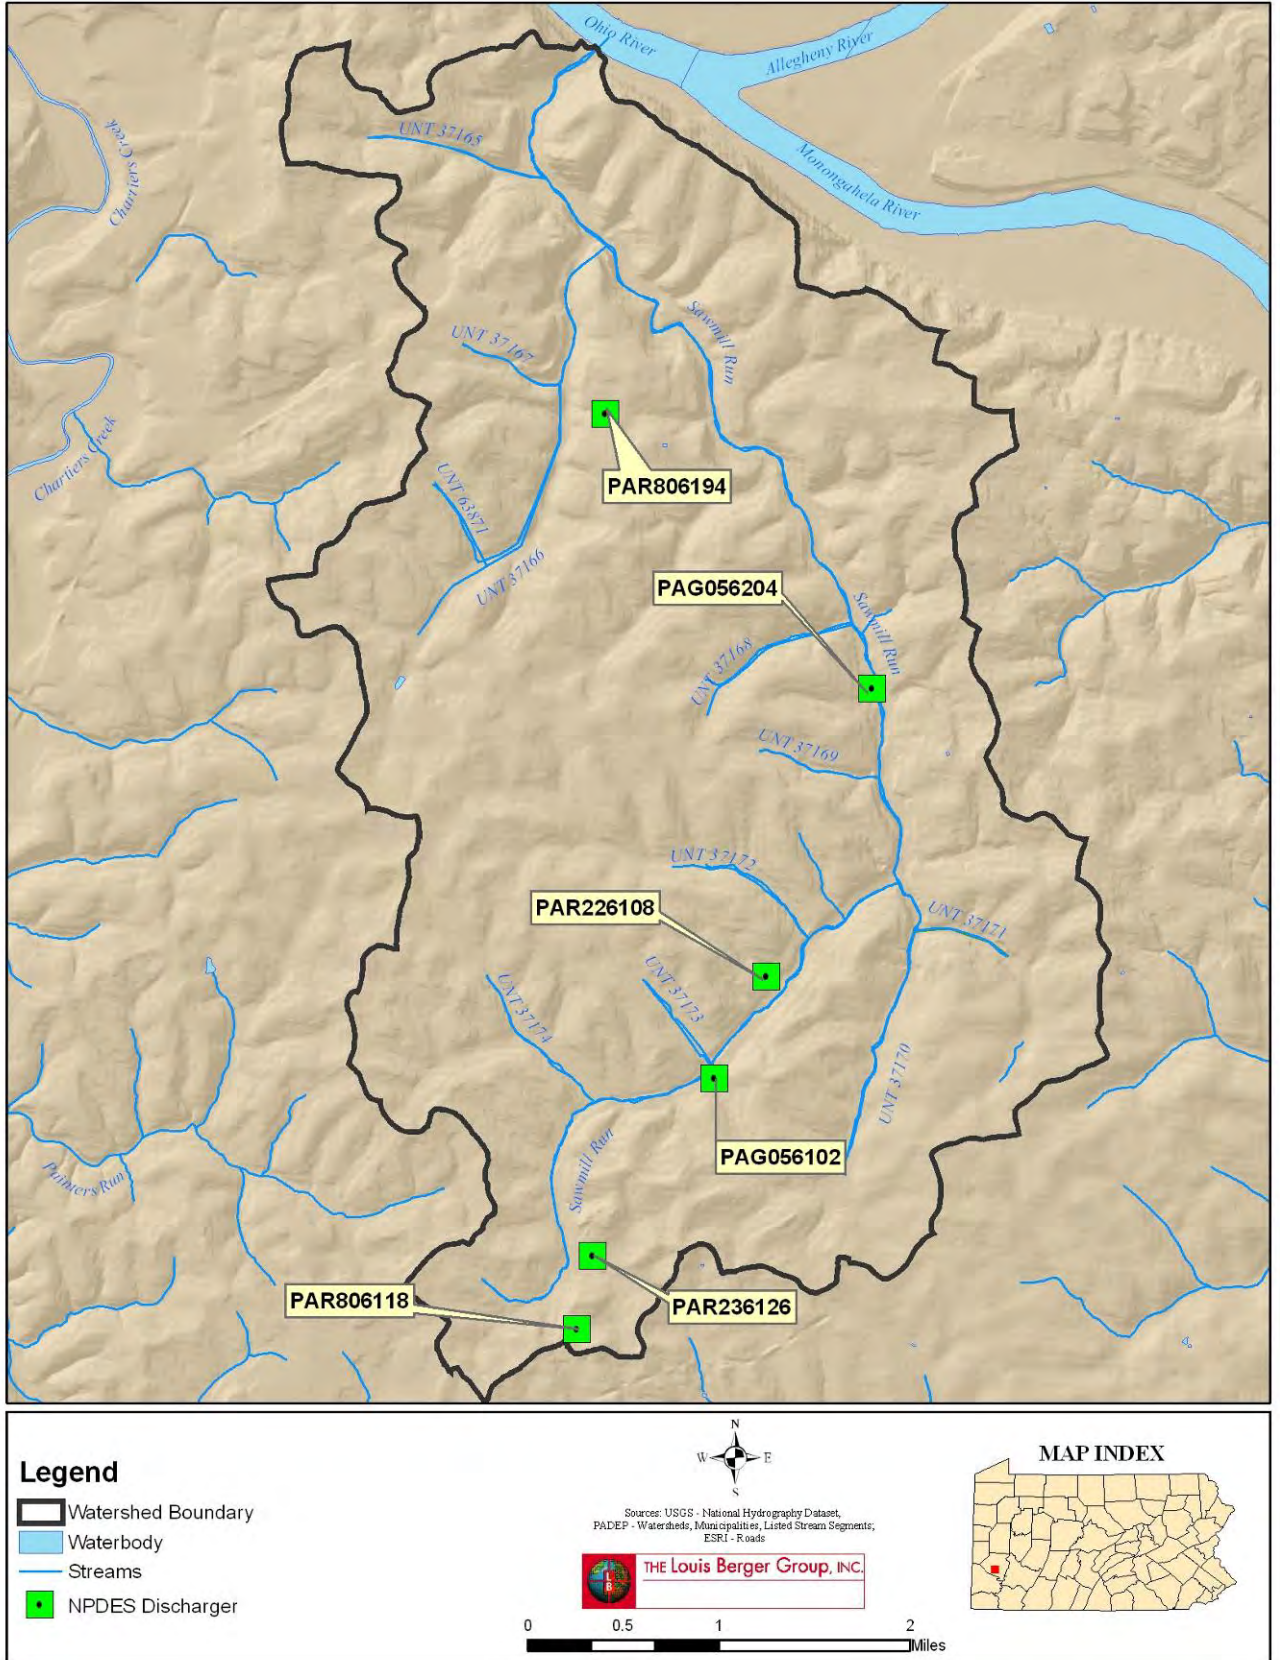 Ohio River
Allegheny River
Chartiers Creek
UNT 37165
Monongahela River
Sawmill Run
UNT 37167
Chartiers Creek
UNT 63871
PAR806194
UNT 37166
PAG056204
Sawmill Run
UNT 37168
UNT 37169
UNT 37172
PAR226108
UNT 37171
UNT 37173
UNT 37174
UNT 37170
PAG056102
Sawmill Run
Painters Run
PAR806118
PAR236126
Legend
Watershed Boundary
Waterbody
Streams
NPDES Discharger
N
W E
S
Sources: USGS - National Hydrography Dataset,
PADEP - Watersheds, Municipalities, Listed Stream Segments;
ESRI - Roads
L
B
THE Louis Berger Group, INC.
0 0.5 1 2
Miles
MAP INDEX